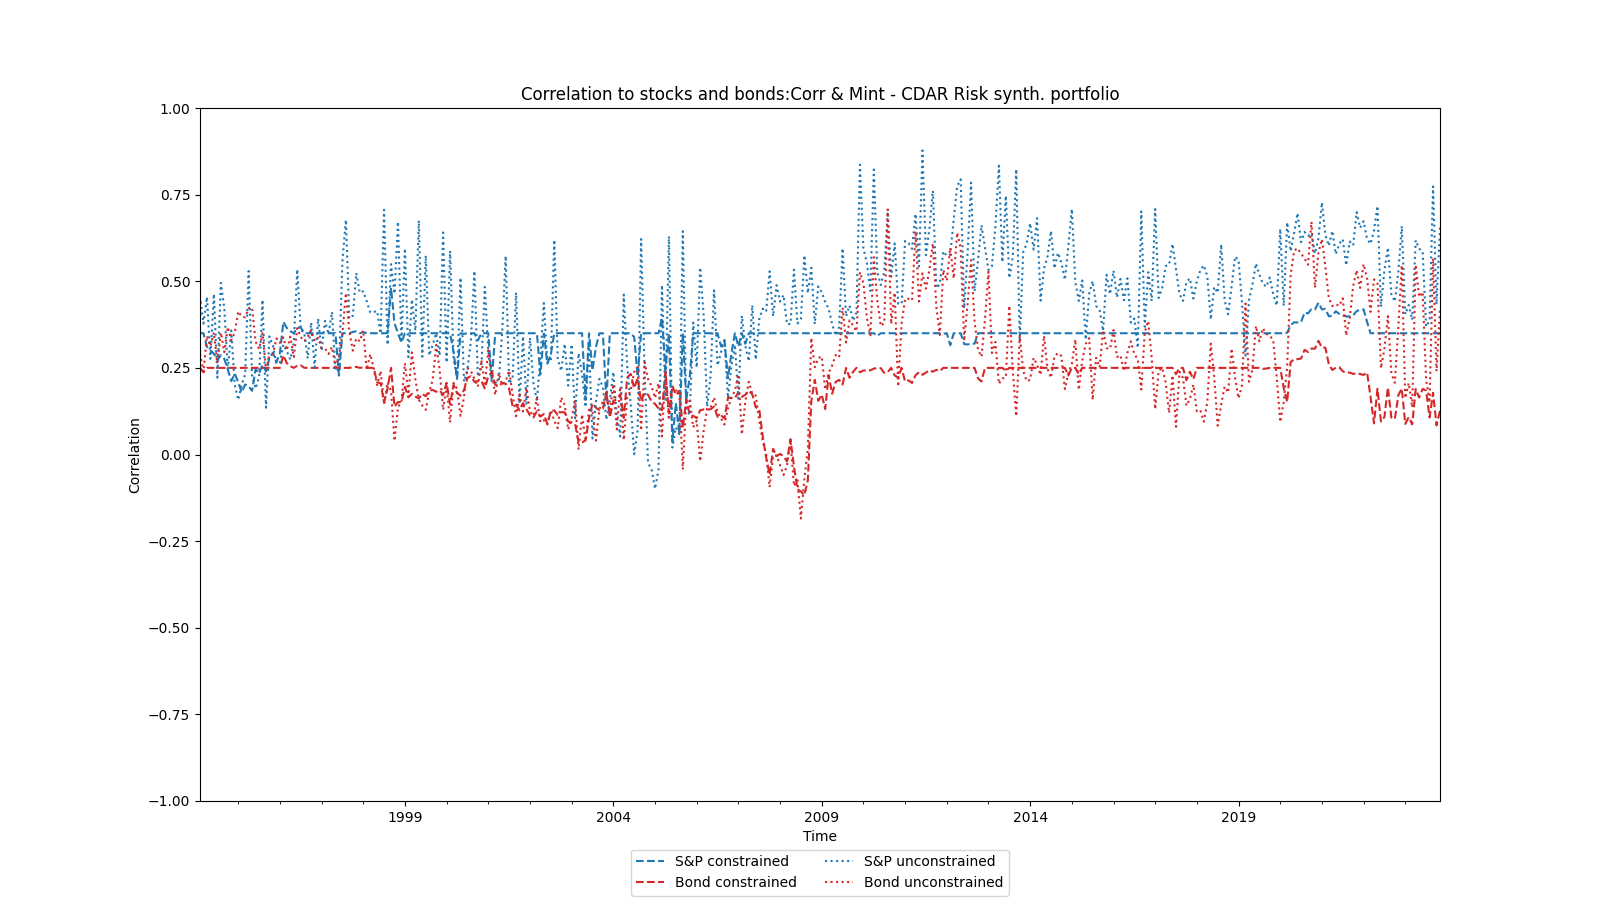 Correlation to stocks and bonds:Corr & Mint - CDAR Risk synth. portfolio
1.00
0.75
0.50
0.25
0.00
−0.25
−0.50
−0.75
−1.00
Correlation
1999 2004 2009 2014 2019
Time
S&P constrained S&P unconstrained
Bond constrained Bond unconstrained